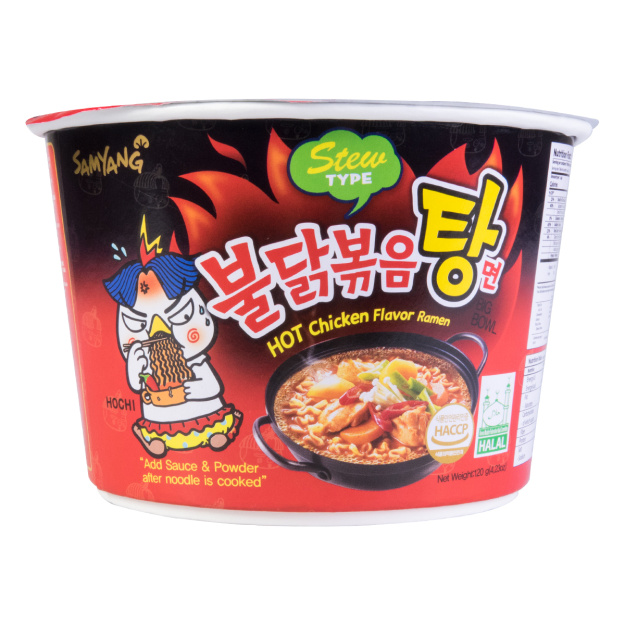 SAMYANG
Stew
TYPE
불닭볶음탕면
HOT Chicken Flavor Ramen
BIG
BOWL
HOCHI
HACCP
HALAL
"Add Sauce & Powder
after noodle is cooked"
Net Weight:120 g(4.23oz)